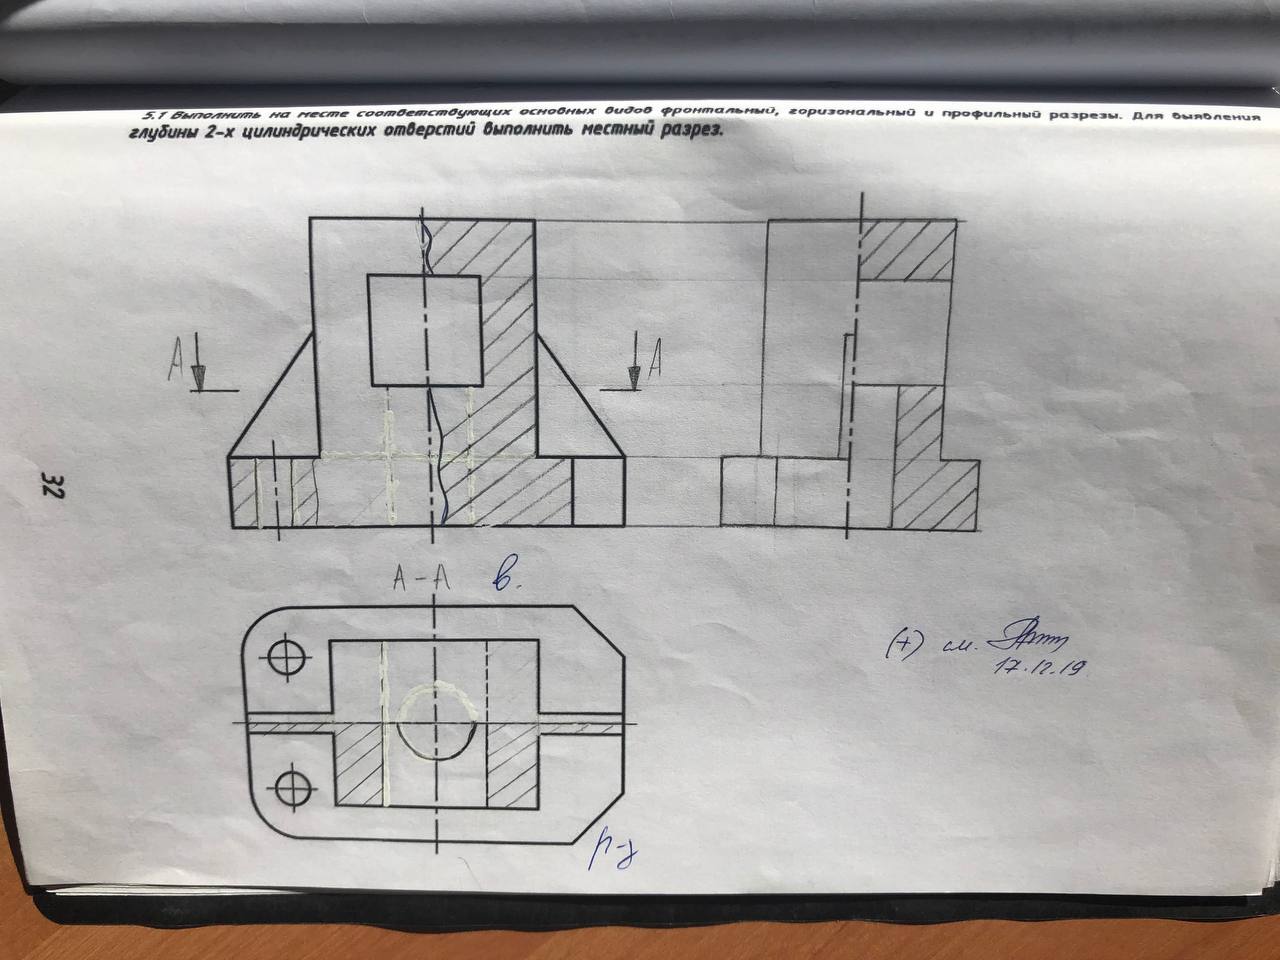 5.1 Выполнить на месте соответствующих основных видов фронтальный, горизональный и профильный разрезы. Для выявления
глубины 2-х цилиндрических отверстий выполнить местный разрез.
А А
32
А-А в.
(+) см.
17.12.19
р-з